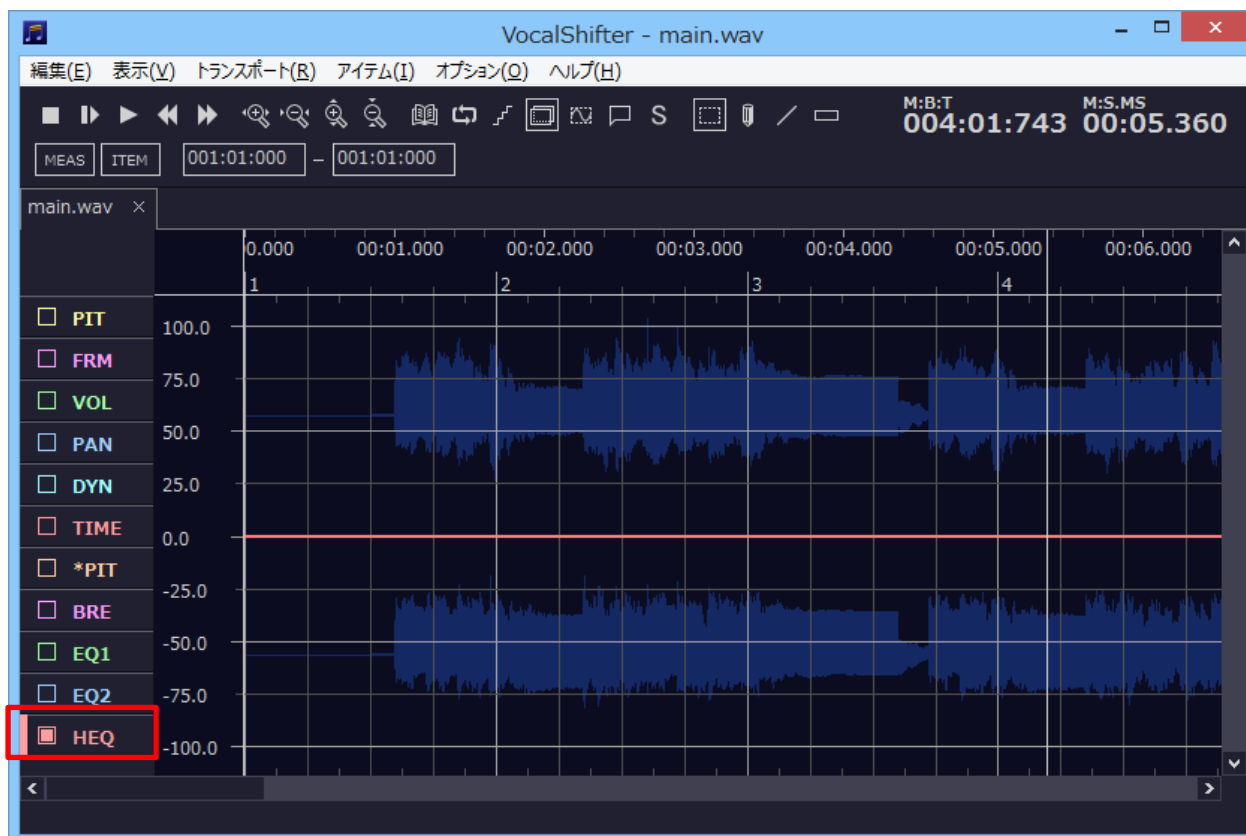 VocalShifter - main.wav
編集(E) 表示(V) トランスポート(R) アイテム(I) オプション(O) ヘルプ(H)
S
M:B:T M:S.MS
004:01:743 00:05.360
MEAS ITEM 001:01:000 – 001:01:000
main.wav ×
0.000 00:01.000 00:02.000 00:03.000 00:04.000 00:05.000 00:06.000
1 2 3 4
PIT
100.0
FRM
75.0
VOL
50.0
PAN
DYN
25.0
TIME
0.0
*PIT
-25.0
BRE
-50.0
EQ1
EQ2
-75.0
HEQ
-100.0